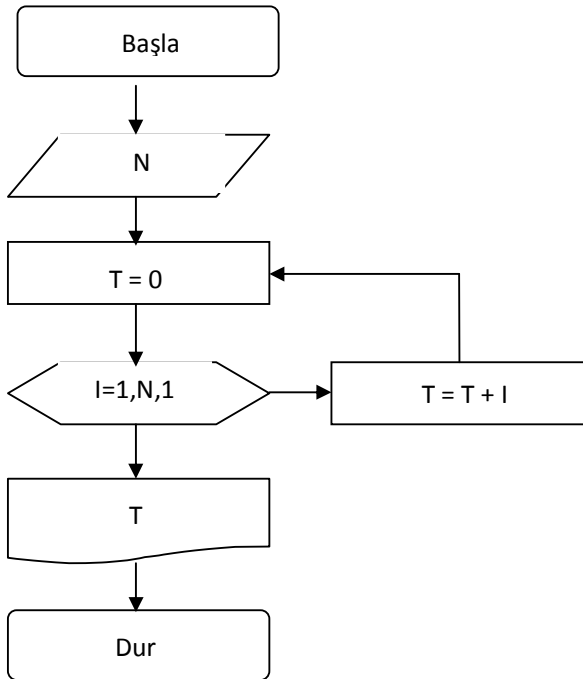 Başla
N
T = 0
I=1,N,1
T = T + I
T
Dur